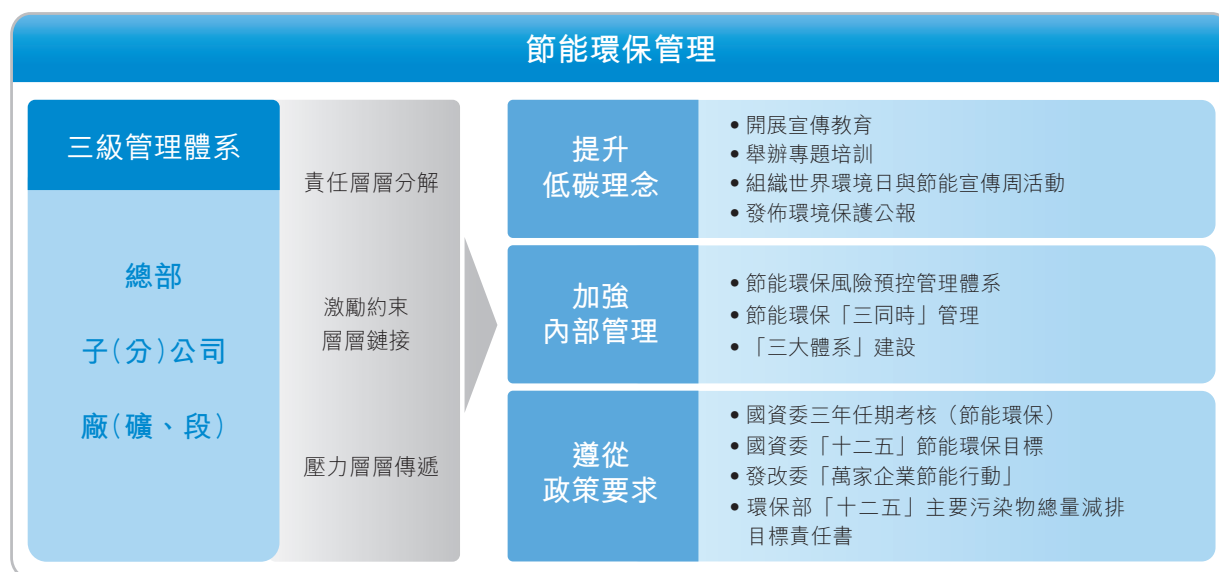 節能環保管理
三級管理體系
總部
子(分)公司
廠(礦、段)
責任層層分解
激勵約束
層層鏈接
壓力層層傳遞
提升
低碳理念
• 開展宣傳教育
• 舉辦專題培訓
• 組織世界環境日與節能宣傳周活動
• 發佈環境保護公報
加強
內部管理
• 節能環保風險預控管理體系
• 節能環保「三同時」管理
• 「三大體系」建設
遵從
政策要求
• 國資委三年任期考核（節能環保）
• 國資委「十二五」節能環保目標
• 發改委「萬家企業節能行動」
• 環保部「十二五」主要污染物總量減排
目標責任書